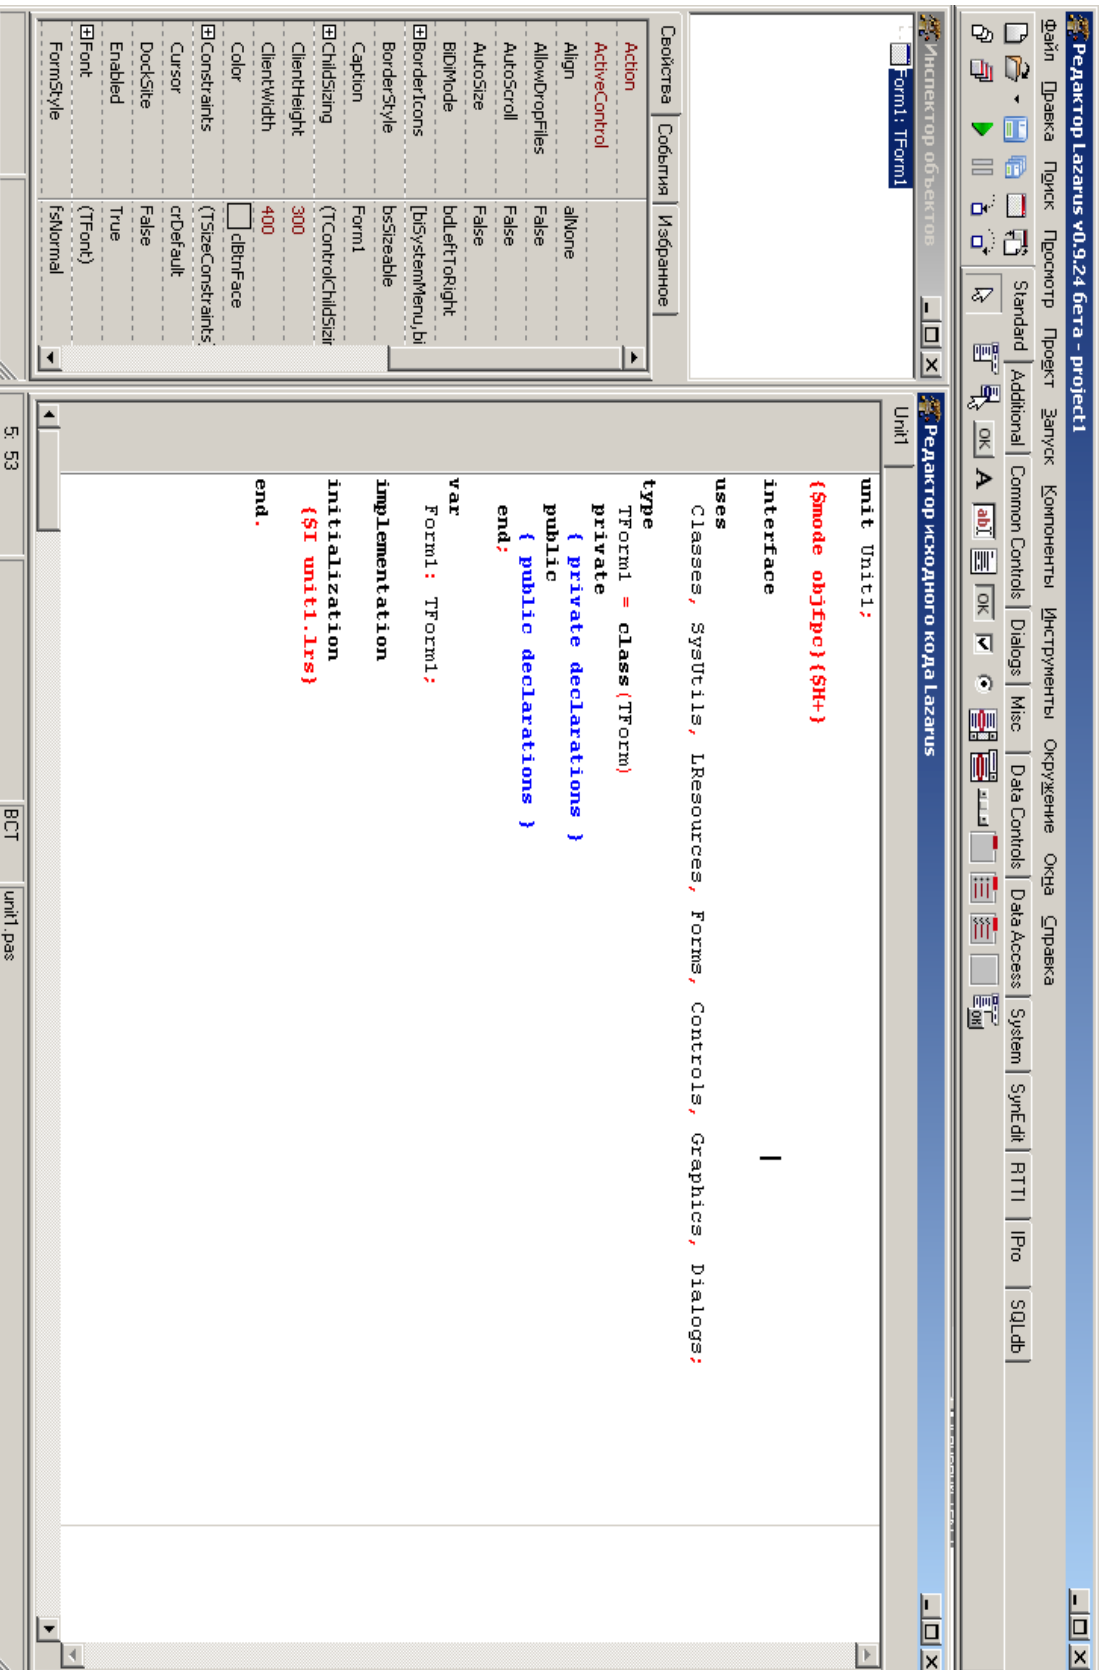 Редактор Lazarus v0.9.24 бета - project1
Файл Правка Поиск Просмотр Проект Запуск Компоненты Инструменты Окружение Окна Справка
Standard Additional Common Controls Dialogs Misc Data Controls Data Access System SynEdit RTTI IPro SQLdb
OK A ab OK OK
Инспектор объектов
Form1: TForm1
Свойства События Избранное
Action
ActiveControl
Align alNone
AllowDropFiles False
AutoScroll False
AutoSize False
BiDiMode bdLeftToRight
BorderIcons [biSystemMenu,bi
BorderStyle bsSizeable
Caption Form1
ChildSizing (TControlChildSizin
ClientHeight 300
ClientWidth 400
Color clBtnFace
Constraints (TSizeConstraints)
Cursor crDefault
DockSite False
Enabled True
Font (TFont)
FormStyle fsNormal
Редактор исходного кода Lazarus
Unit1
unit Unit1;
{$mode objfpc}{$H+}
interface
uses
Classes, SysUtils, LResources, Forms, Controls, Graphics, Dialogs;
type
TForm1 = class(TForm)
private
{ private declarations }
public
{ public declarations }
end;
var
Form1: TForm1;
implementation
initialization
{$I unit1.lrs}
end.
5: 53 ВСТ unit1.pas